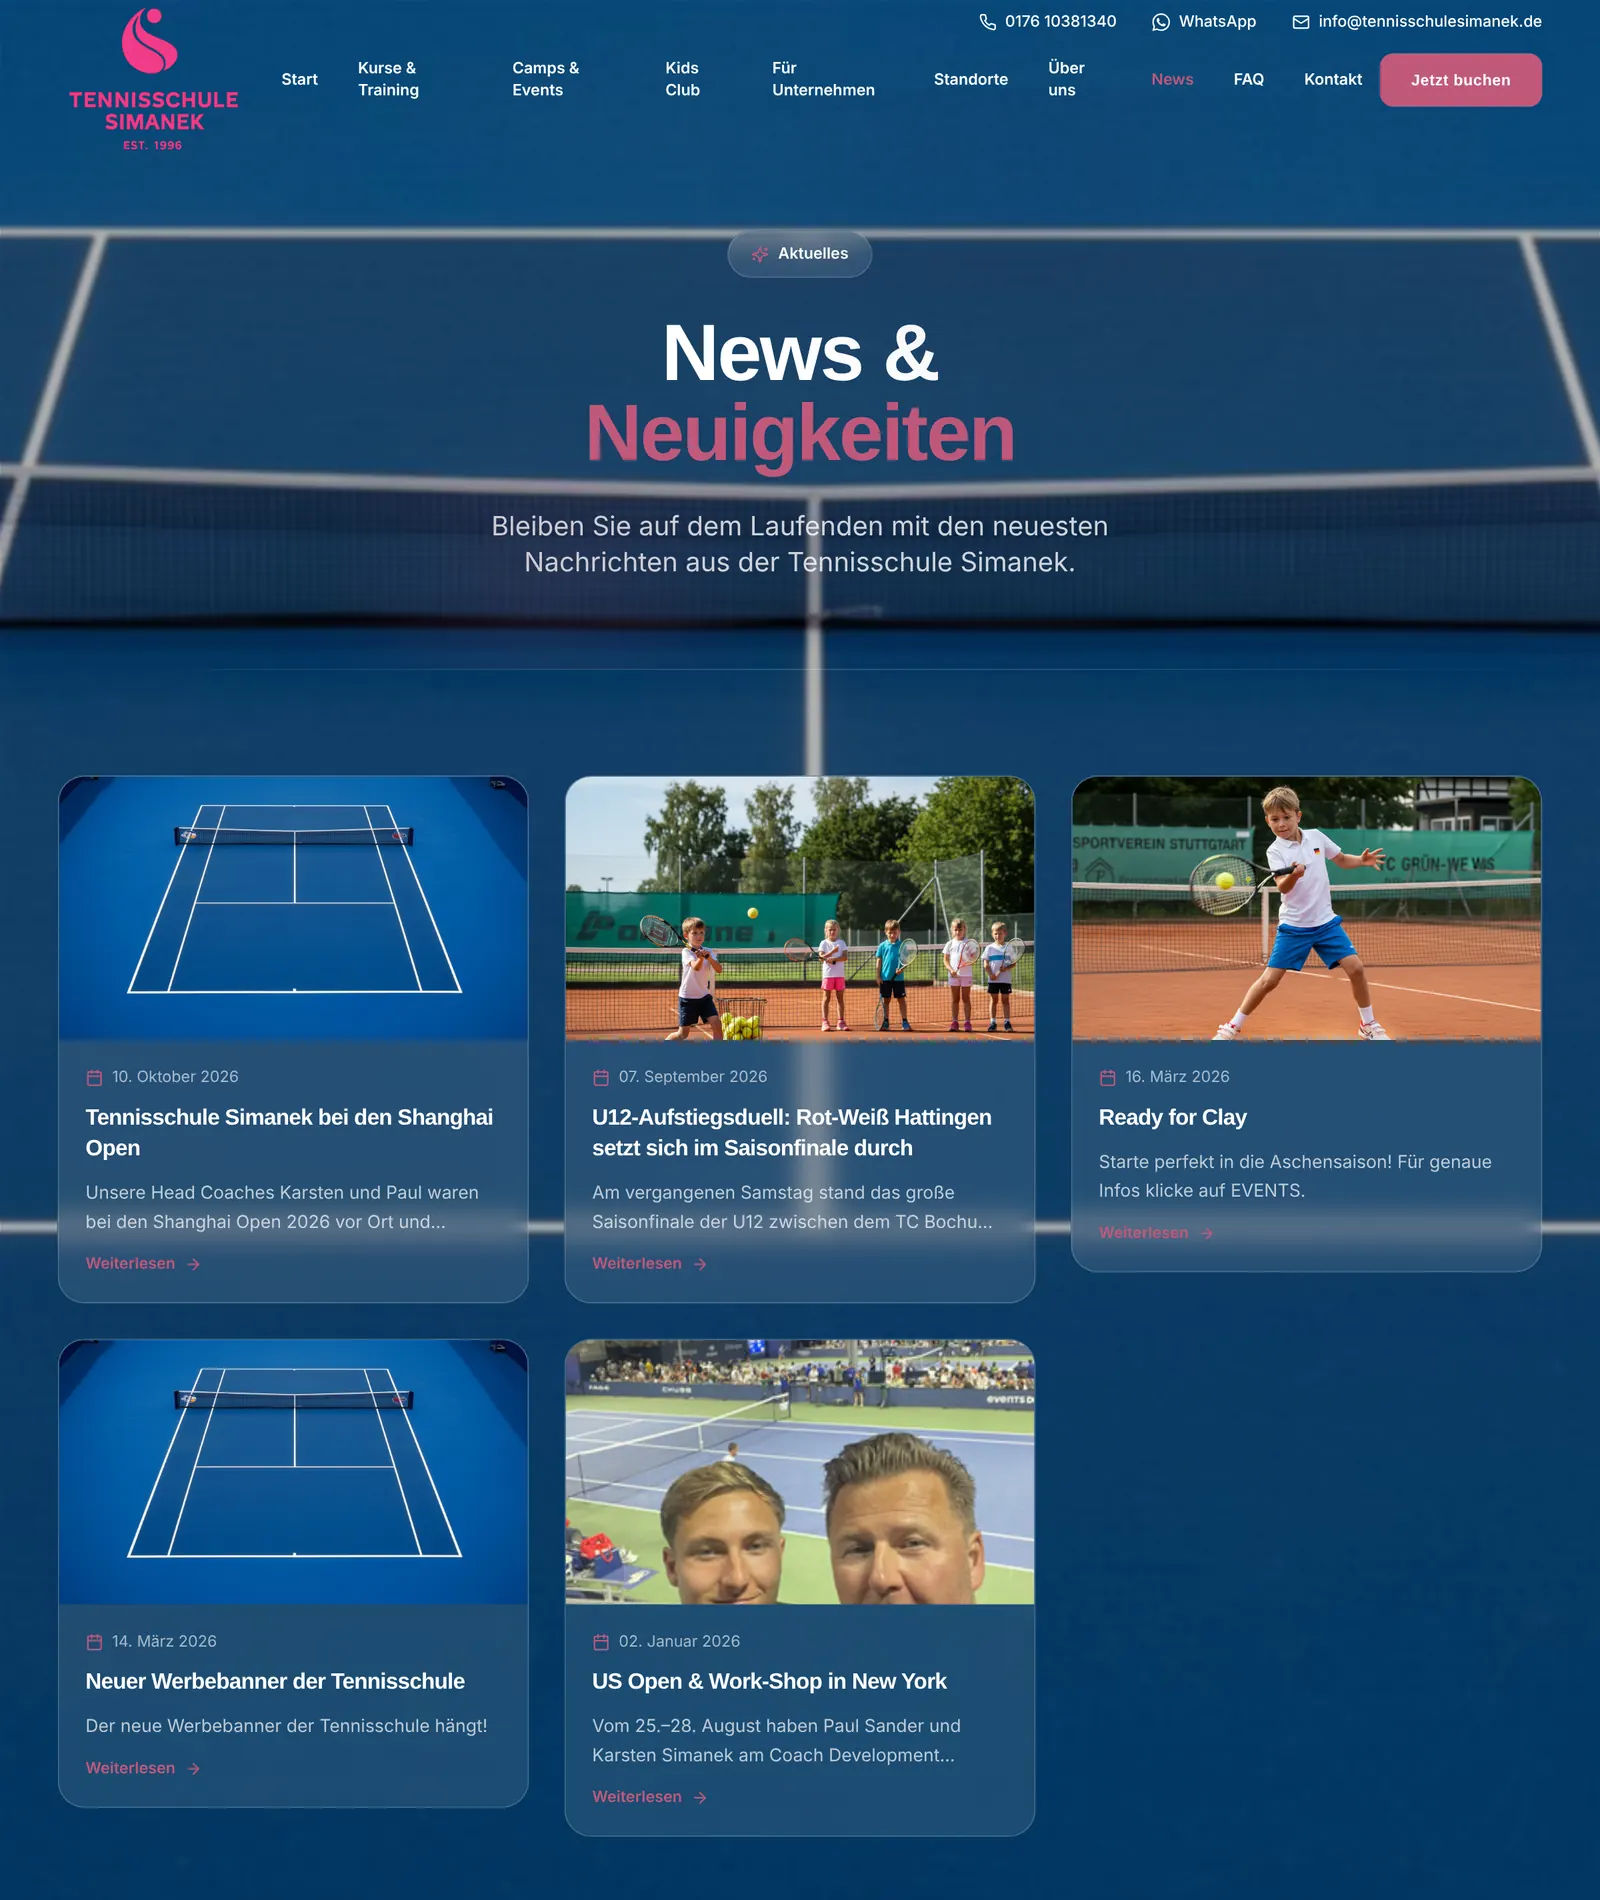 TENNISSCHULE
SIMANEK
EST. 1996
0176 10381340
WhatsApp
info@tennisschulesimanek.de
Start
Kurse &
Training
Camps &
Events
Kids
Club
Für
Unternehmen
Standorte
Über
uns
News
FAQ
Kontakt
Jetzt buchen
Aktuelles
News &
Neuigkeiten
Bleiben Sie auf dem Laufenden mit den neuesten
Nachrichten aus der Tennisschule Simanek.
10. Oktober 2026
Tennisschule Simanek bei den Shanghai
Open
Unsere Head Coaches Karsten und Paul waren
bei den Shanghai Open 2026 vor Ort und...
Weiterlesen
07. September 2026
U12-Aufstiegsduell: Rot-Weiß Hattingen
setzt sich im Saisonfinale durch
Am vergangenen Samstag stand das große
Saisonfinale der U12 zwischen dem TC Bochu...
Weiterlesen
SPORTVEREIN STUTTGART
TC GRÜN-WE
16. März 2026
Ready for Clay
Starte perfekt in die Aschensaison! Für genaue
Infos klicke auf EVENTS.
Weiterlesen
14. März 2026
Neuer Werbebanner der Tennisschule
Der neue Werbebanner der Tennisschule hängt!
Weiterlesen
CHUBB
02. Januar 2026
US Open & Work-Shop in New York
Vom 25.–28. August haben Paul Sander und
Karsten Simanek am Coach Development...
Weiterlesen